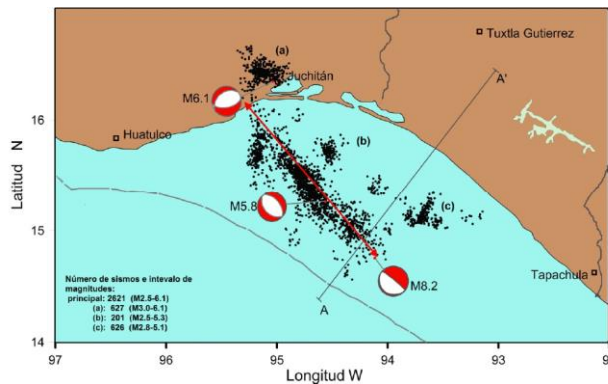 Tuxtla Gutierrez
(a)
Juchitán
A'
M6.1
16
Huatulco
(b)
Latitud N
M5.8
(c)
15
M8.2
Tapachula
A
Número de sismos e intevalo de
magnitudes:
principal: 2621 (M2.5-6.1)
(a): 627 (M3.0-6.1)
(b): 201 (M2.5-5.3)
(c): 626 (M2.8-5.1)
14
97 96 95 94 93 9
Longitud W